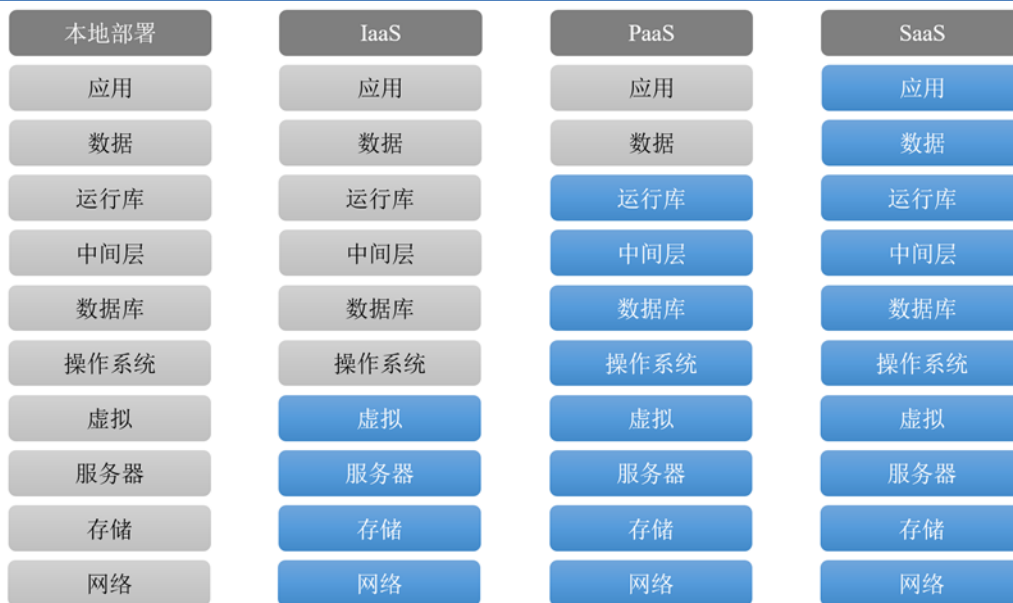 本地部署 IaaS PaaS SaaS
应用 应用 应用 应用
数据 数据 数据 数据
运行库 运行库 运行库 运行库
中间层 中间层 中间层 中间层
数据库 数据库 数据库 数据库
操作系统 操作系统 操作系统 操作系统
虚拟 虚拟 虚拟 虚拟
服务器 服务器 服务器 服务器
存储 存储 存储 存储
网络 网络 网络 网络